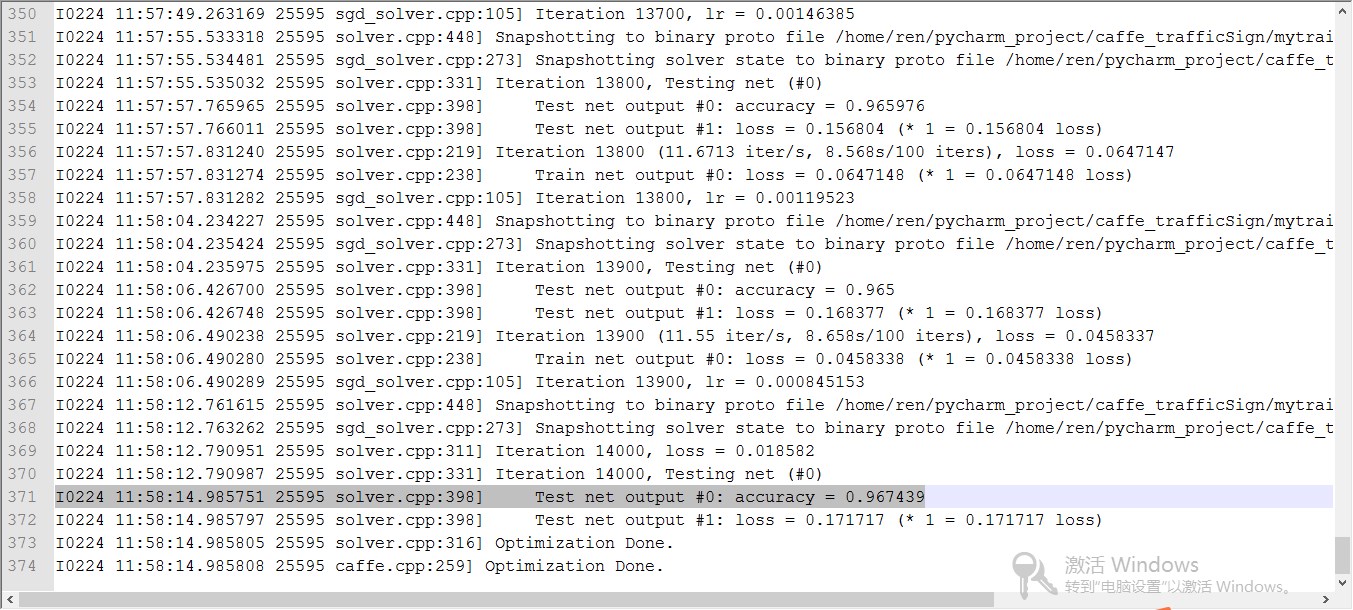 350 I0224 11:57:49.263169 25595 sgd_solver.cpp:105] Iteration 13700, lr = 0.00146385
351 I0224 11:57:55.533318 25595 solver.cpp:448] Snapshotting to binary proto file /home/ren/pycharm_project/caffe_trafficSign/mytrai
352 I0224 11:57:55.534481 25595 sgd_solver.cpp:273] Snapshotting solver state to binary proto file /home/ren/pycharm_project/caffe_t
353 I0224 11:57:55.535032 25595 solver.cpp:331] Iteration 13800, Testing net (#0)
354 I0224 11:57:57.765965 25595 solver.cpp:398]     Test net output #0: accuracy = 0.965976
355 I0224 11:57:57.766011 25595 solver.cpp:398]     Test net output #1: loss = 0.156804 (* 1 = 0.156804 loss)
356 I0224 11:57:57.831240 25595 solver.cpp:219] Iteration 13800 (11.6713 iter/s, 8.568s/100 iters), loss = 0.0647147
357 I0224 11:57:57.831274 25595 solver.cpp:238]     Train net output #0: loss = 0.0647148 (* 1 = 0.0647148 loss)
358 I0224 11:57:57.831282 25595 sgd_solver.cpp:105] Iteration 13800, lr = 0.00119523
359 I0224 11:58:04.234227 25595 solver.cpp:448] Snapshotting to binary proto file /home/ren/pycharm_project/caffe_trafficSign/mytrai
360 I0224 11:58:04.235424 25595 sgd_solver.cpp:273] Snapshotting solver state to binary proto file /home/ren/pycharm_project/caffe_t
361 I0224 11:58:04.235975 25595 solver.cpp:331] Iteration 13900, Testing net (#0)
362 I0224 11:58:06.426700 25595 solver.cpp:398]     Test net output #0: accuracy = 0.965
363 I0224 11:58:06.426748 25595 solver.cpp:398]     Test net output #1: loss = 0.168377 (* 1 = 0.168377 loss)
364 I0224 11:58:06.490238 25595 solver.cpp:219] Iteration 13900 (11.55 iter/s, 8.658s/100 iters), loss = 0.0458337
365 I0224 11:58:06.490280 25595 solver.cpp:238]     Train net output #0: loss = 0.0458338 (* 1 = 0.0458338 loss)
366 I0224 11:58:06.490289 25595 sgd_solver.cpp:105] Iteration 13900, lr = 0.000845153
367 I0224 11:58:12.761615 25595 solver.cpp:448] Snapshotting to binary proto file /home/ren/pycharm_project/caffe_trafficSign/mytrai
368 I0224 11:58:12.763262 25595 sgd_solver.cpp:273] Snapshotting solver state to binary proto file /home/ren/pycharm_project/caffe_t
369 I0224 11:58:12.790951 25595 solver.cpp:311] Iteration 14000, loss = 0.018582
370 I0224 11:58:12.790987 25595 solver.cpp:331] Iteration 14000, Testing net (#0)
371 I0224 11:58:14.985751 25595 solver.cpp:398]     Test net output #0: accuracy = 0.967439
372 I0224 11:58:14.985797 25595 solver.cpp:398]     Test net output #1: loss = 0.171717 (* 1 = 0.171717 loss)
373 I0224 11:58:14.985805 25595 solver.cpp:316] Optimization Done.
374 I0224 11:58:14.985808 25595 caffe.cpp:259] Optimization Done.
激活 Windows
转到"电脑设置"以激活 Windows。